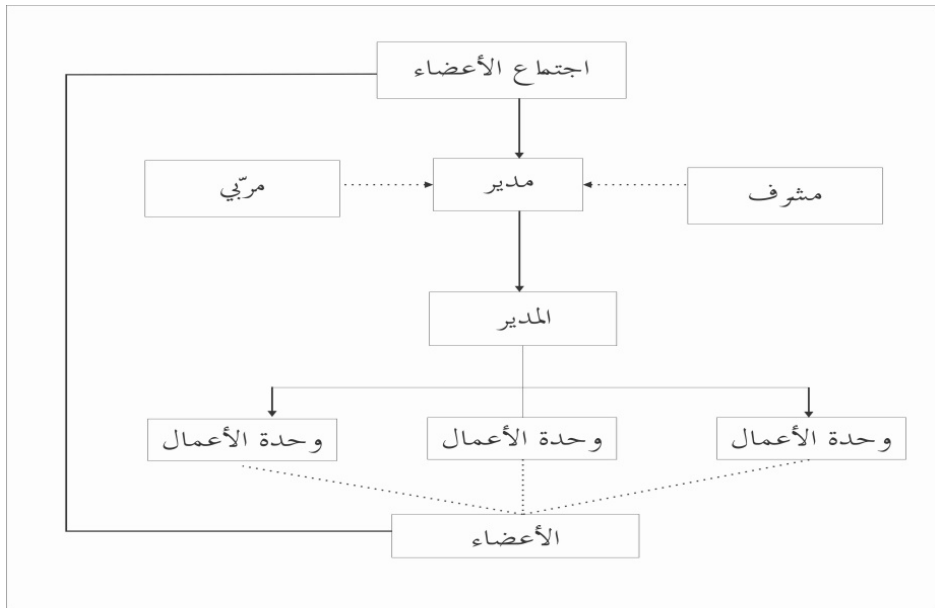 اجتماع الأعضاء
مشرف
مدير
مربّي
المدير
وحدة الأعمال
وحدة الأعمال
وحدة الأعمال
الأعضاء